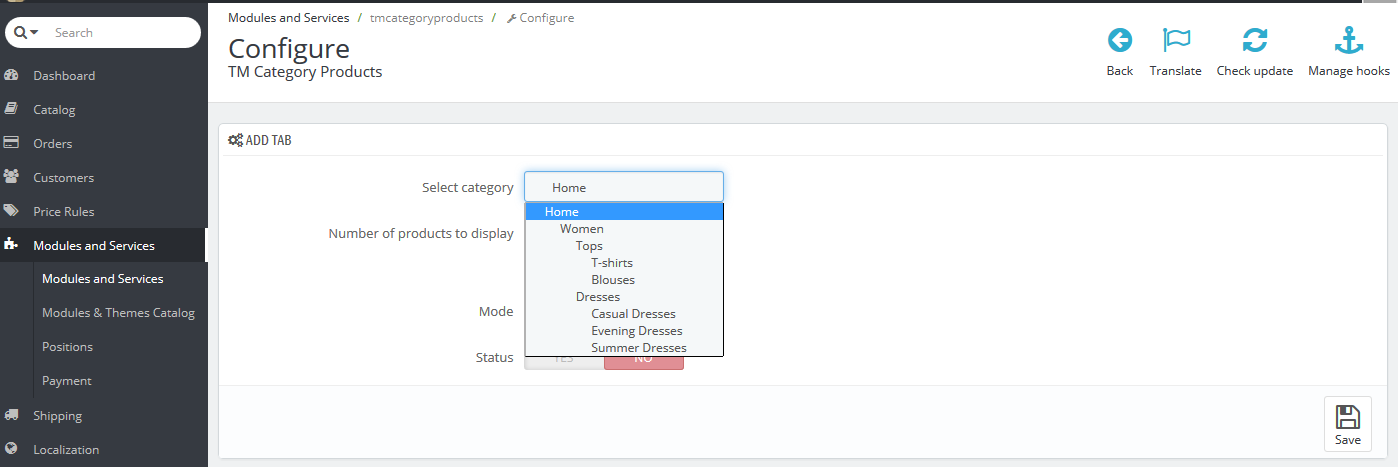 Search
Dashboard
Catalog
Orders
Customers
Price Rules
Modules and Services
Modules and Services
Modules & Themes Catalog
Positions
Payment
Shipping
Localization
Modules and Services / tmcategoryproducts / Configure
Configure
TM Category Products
Back
Translate
Check update
Manage hooks
ADD TAB
Select category
Home
Home
Women
Tops
T-shirts
Blouses
Dresses
Casual Dresses
Evening Dresses
Summer Dresses
Number of products to display
Mode
Status
YES
NO
Save